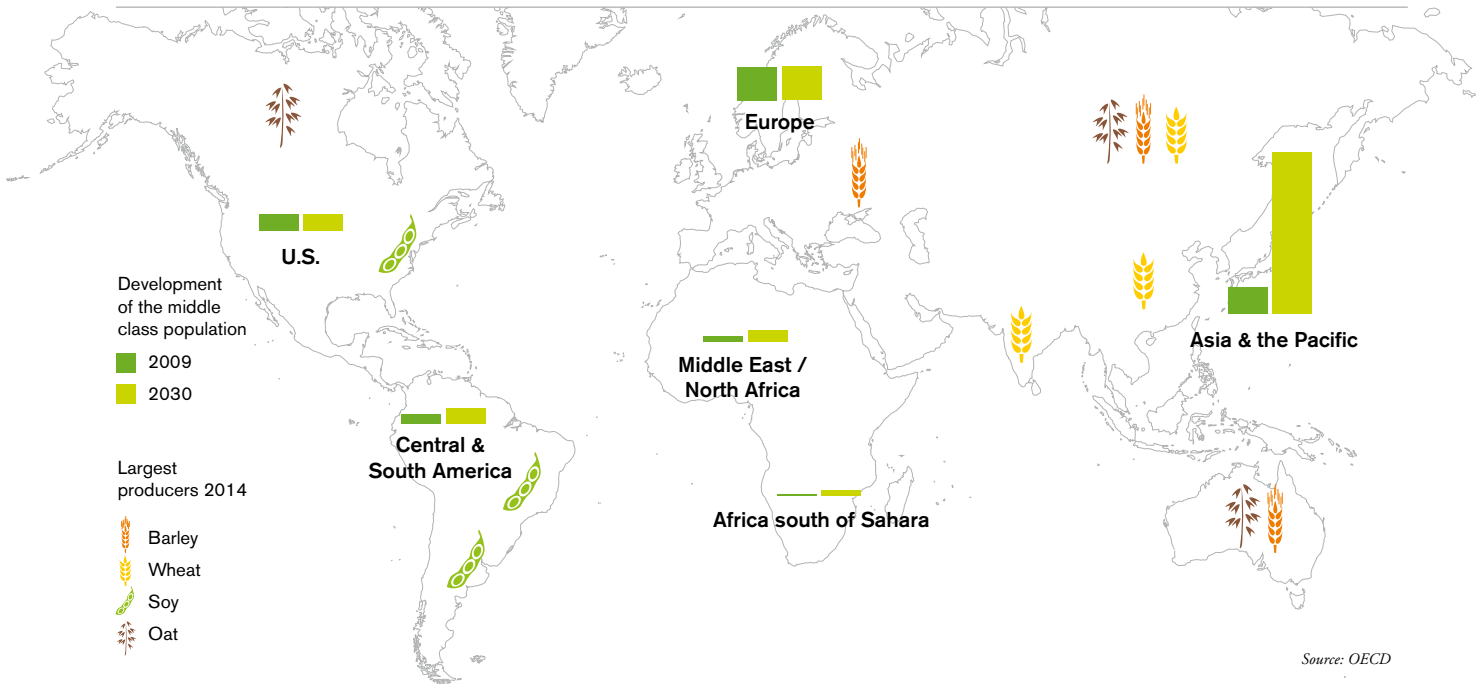 Europe
U.S.
Development
of the middle
class population
2009
2030
Asia & the Pacific
Middle East /
North Africa
Central &
South America
Africa south of Sahara
Largest
producers 2014
Barley
Wheat
Soy
Oat
Source: OECD